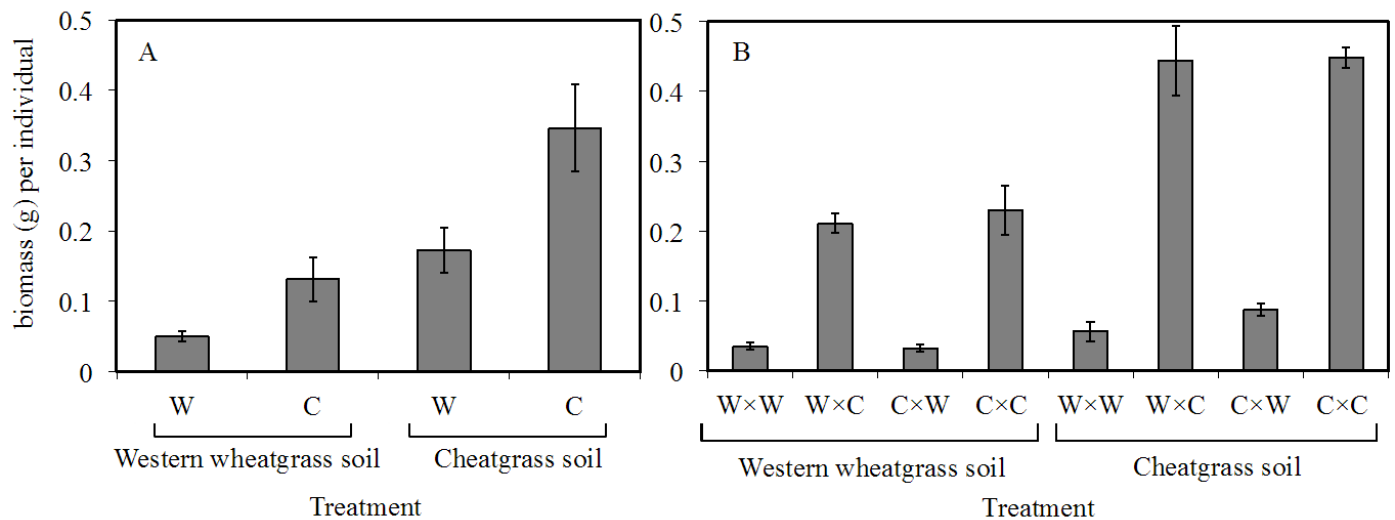 0.5
0.4
0.3
0.2
0.1
0
biomass (g) per individual
A
W C W C
Western wheatgrass soil Cheatgrass soil
Treatment
0.5
0.4
0.3
0.2
0.1
0
B
W×W W×C C×W C×C W×W W×C C×W C×C
Western wheatgrass soil Cheatgrass soil
Treatment